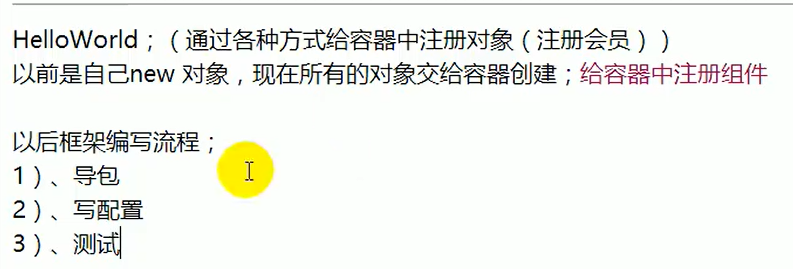 HelloWorld；（通过各种方式给容器中注册对象（注册会员））
以前是自己new 对象，现在所有的对象交给容器创建；给容器中注册组件
以后框架编写流程；
1）、导包
2）、写配置
3）、测试